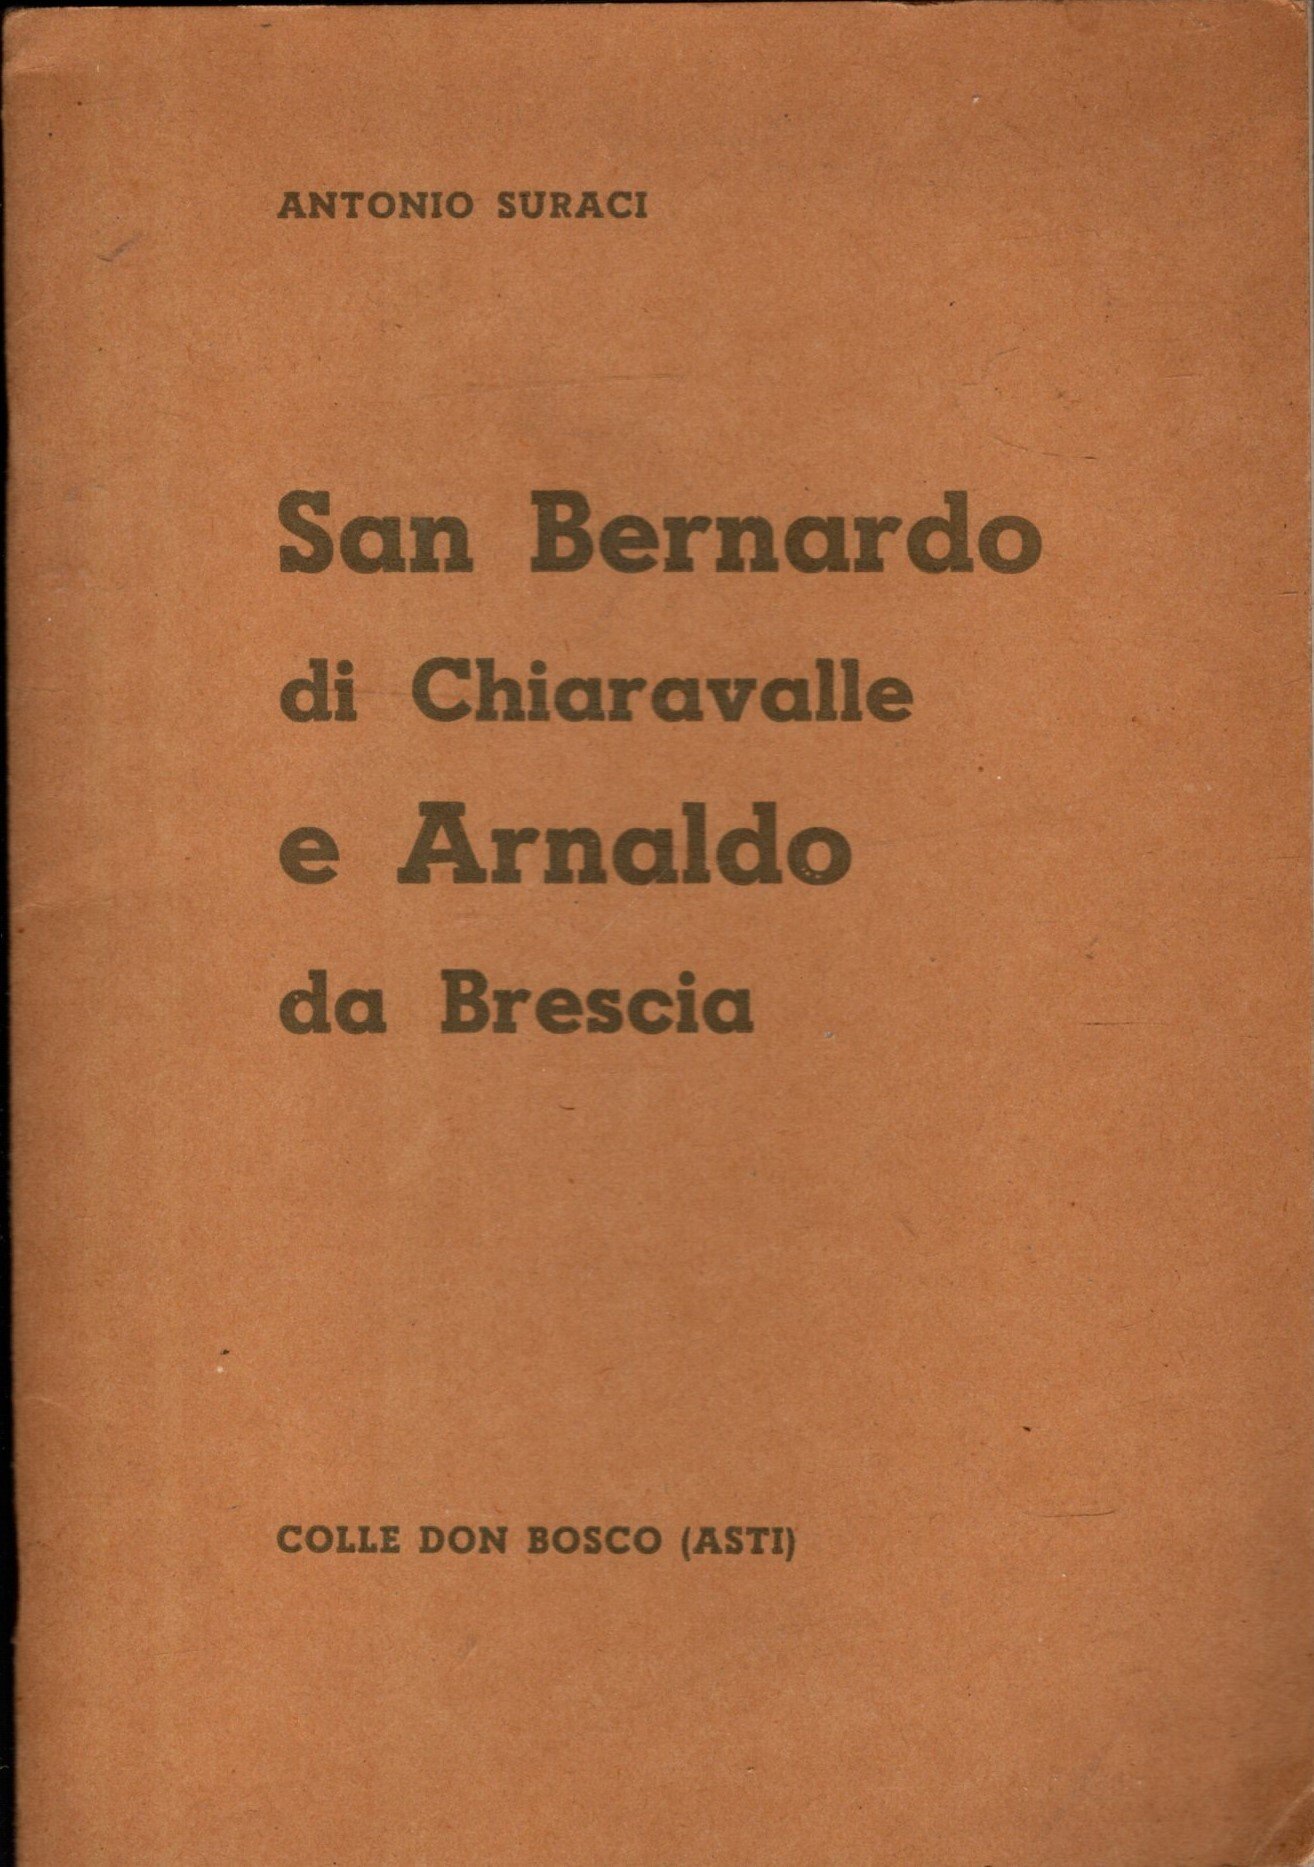 ANTONIO SURACI
San Bernardo
di Chiaravalle
e Arnaldo
da Brescia
COLLE DON BOSCO (ASTI)